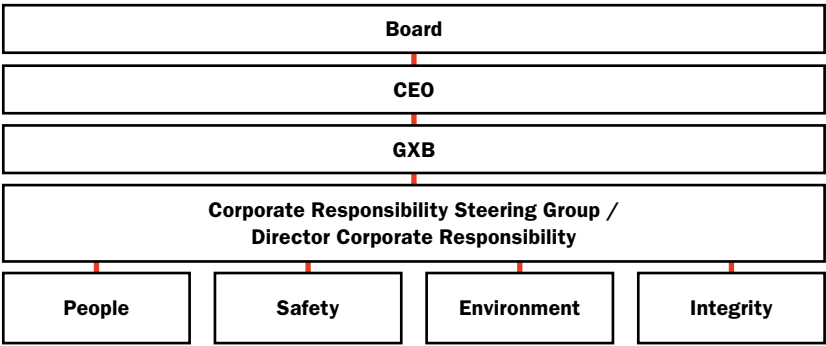 Board
CEO
GXB
Corporate Responsibility Steering Group /
Director Corporate Responsibility
People
Safety
Environment
Integrity